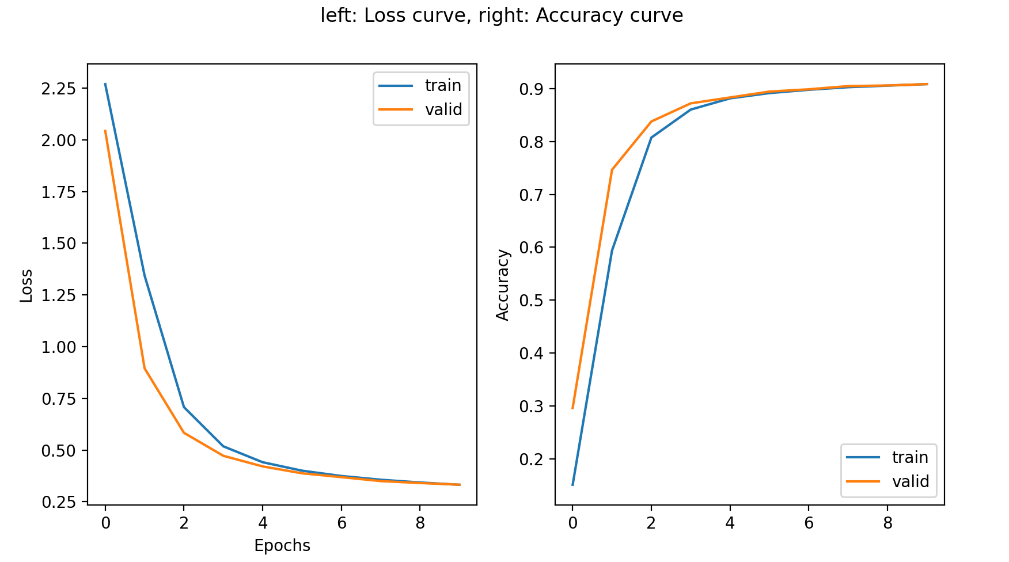 left: Loss curve, right: Accuracy curve
2.25
2.00
1.75
1.50
1.25
1.00
0.75
0.50
0.25
Loss
0 2 4 6 8
Epochs
train
valid
0.9
0.8
0.7
0.6
0.5
0.4
0.3
0.2
Accuracy
0 2 4 6 8
train
valid